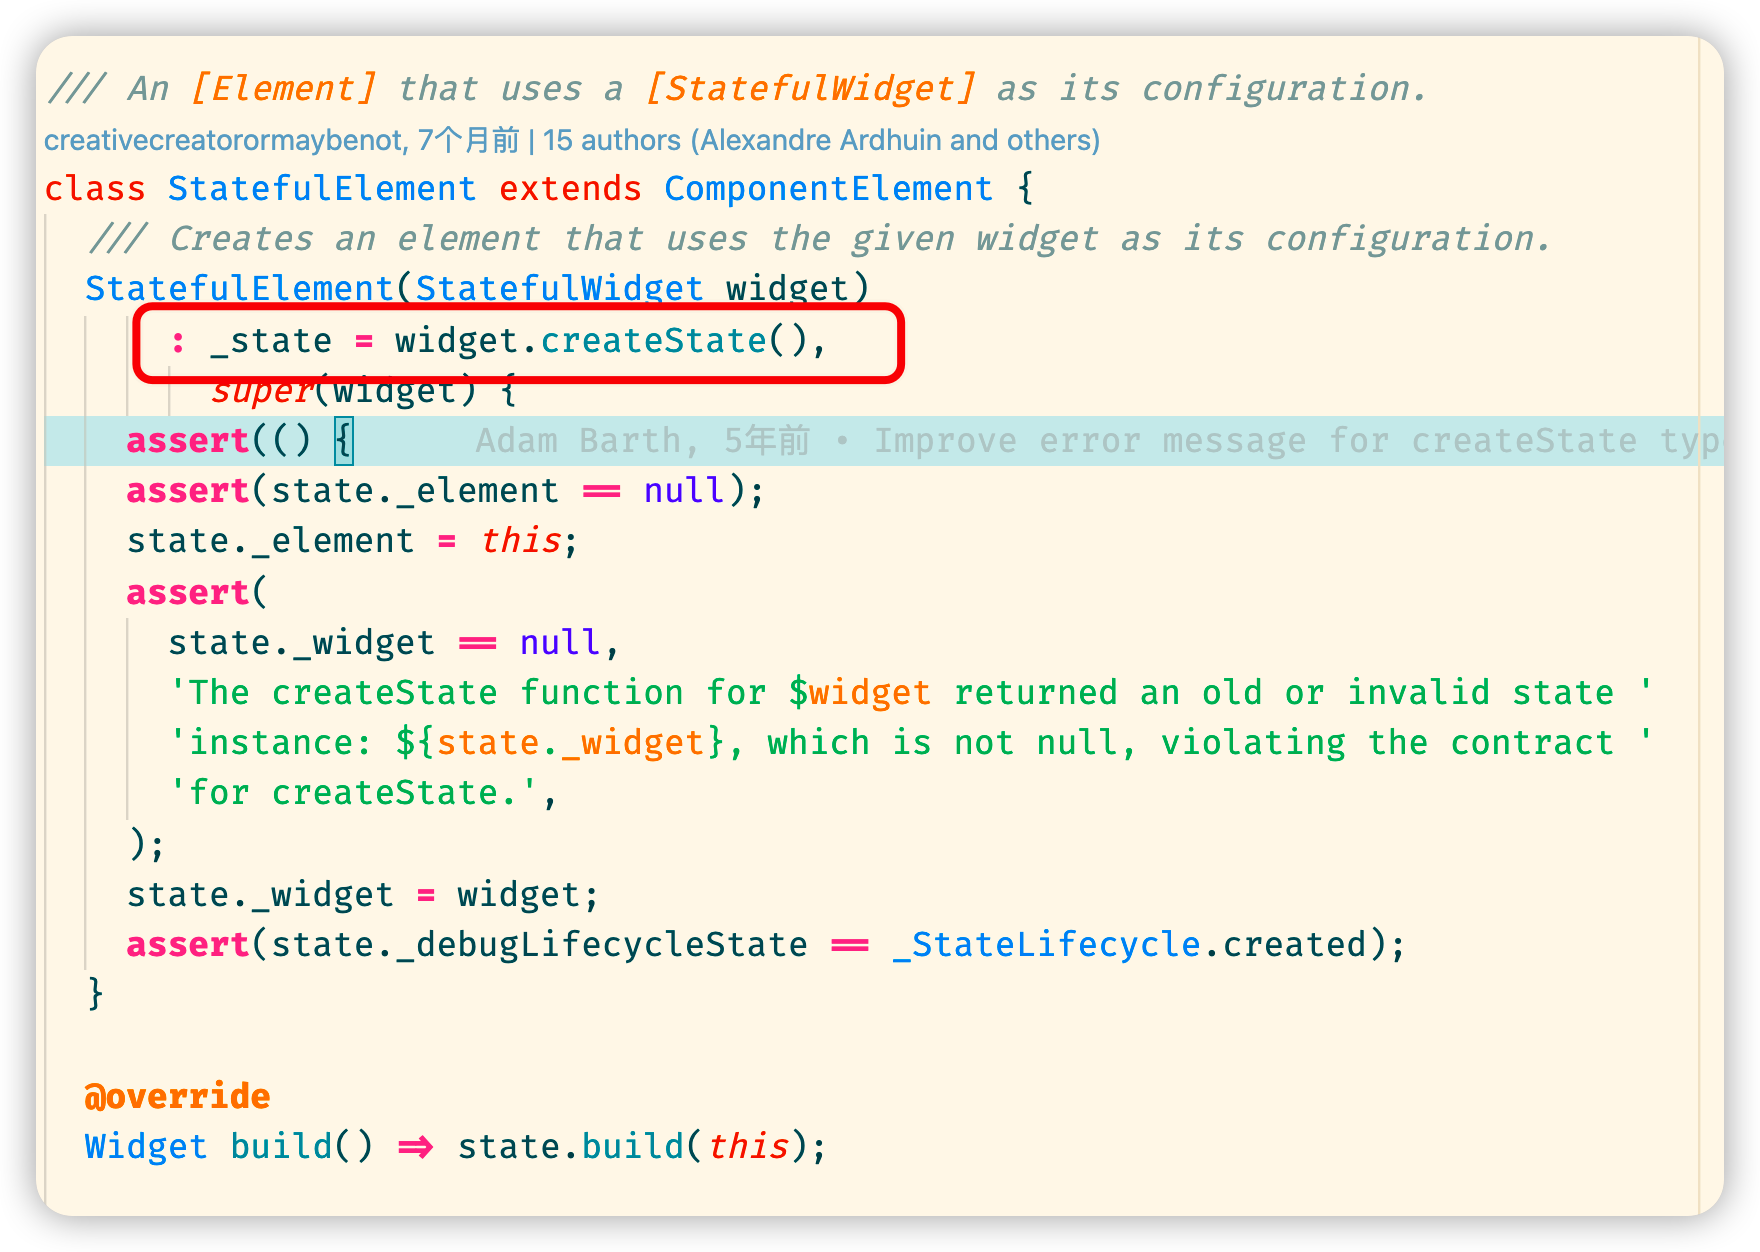 /// An [Element] that uses a [StatefulWidget] as its configuration.
creativecreatorormaybenot, 7个月前 | 15 authors (Alexandre Ardhuin and others)
class StatefulElement extends ComponentElement {
  /// Creates an element that uses the given widget as its configuration.
  StatefulElement(StatefulWidget widget)
      : _state = widget.createState(),
        super(widget) {
    assert(() {      Adam Barth, 5年前 • Improve error message for createState typ
    assert(state._element == null);
    state._element = this;
    assert(
      state._widget == null,
      'The createState function for $widget returned an old or invalid state '
      'instance: ${state._widget}, which is not null, violating the contract '
      'for createState.',
    );
    state._widget = widget;
    assert(state._debugLifecycleState == _StateLifecycle.created);
  }
  @override
  Widget build() => state.build(this);